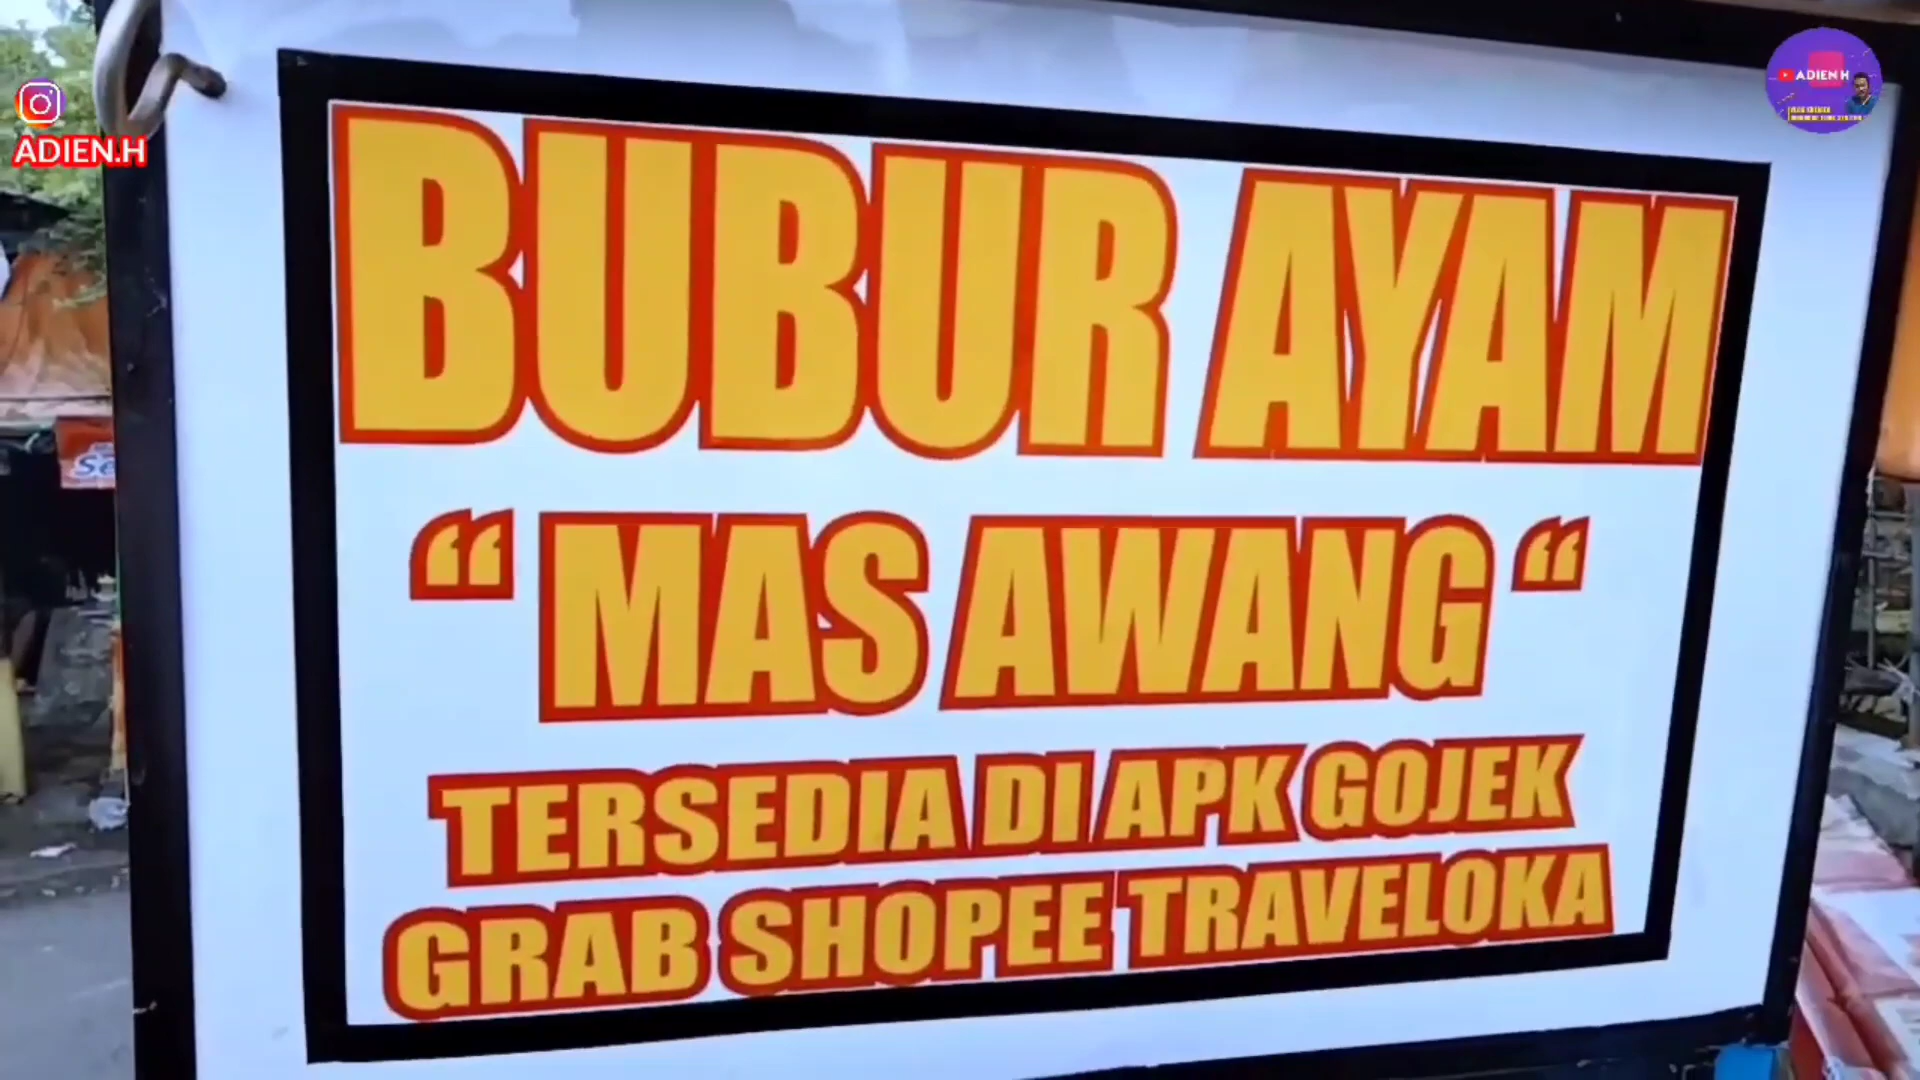 ADIEN.H
ADIEN H
BUBUR AYAM
“ MAS AWANG “
TERSEDIA DI APK GOJEK
GRAB SHOPEE TRAVELOKA